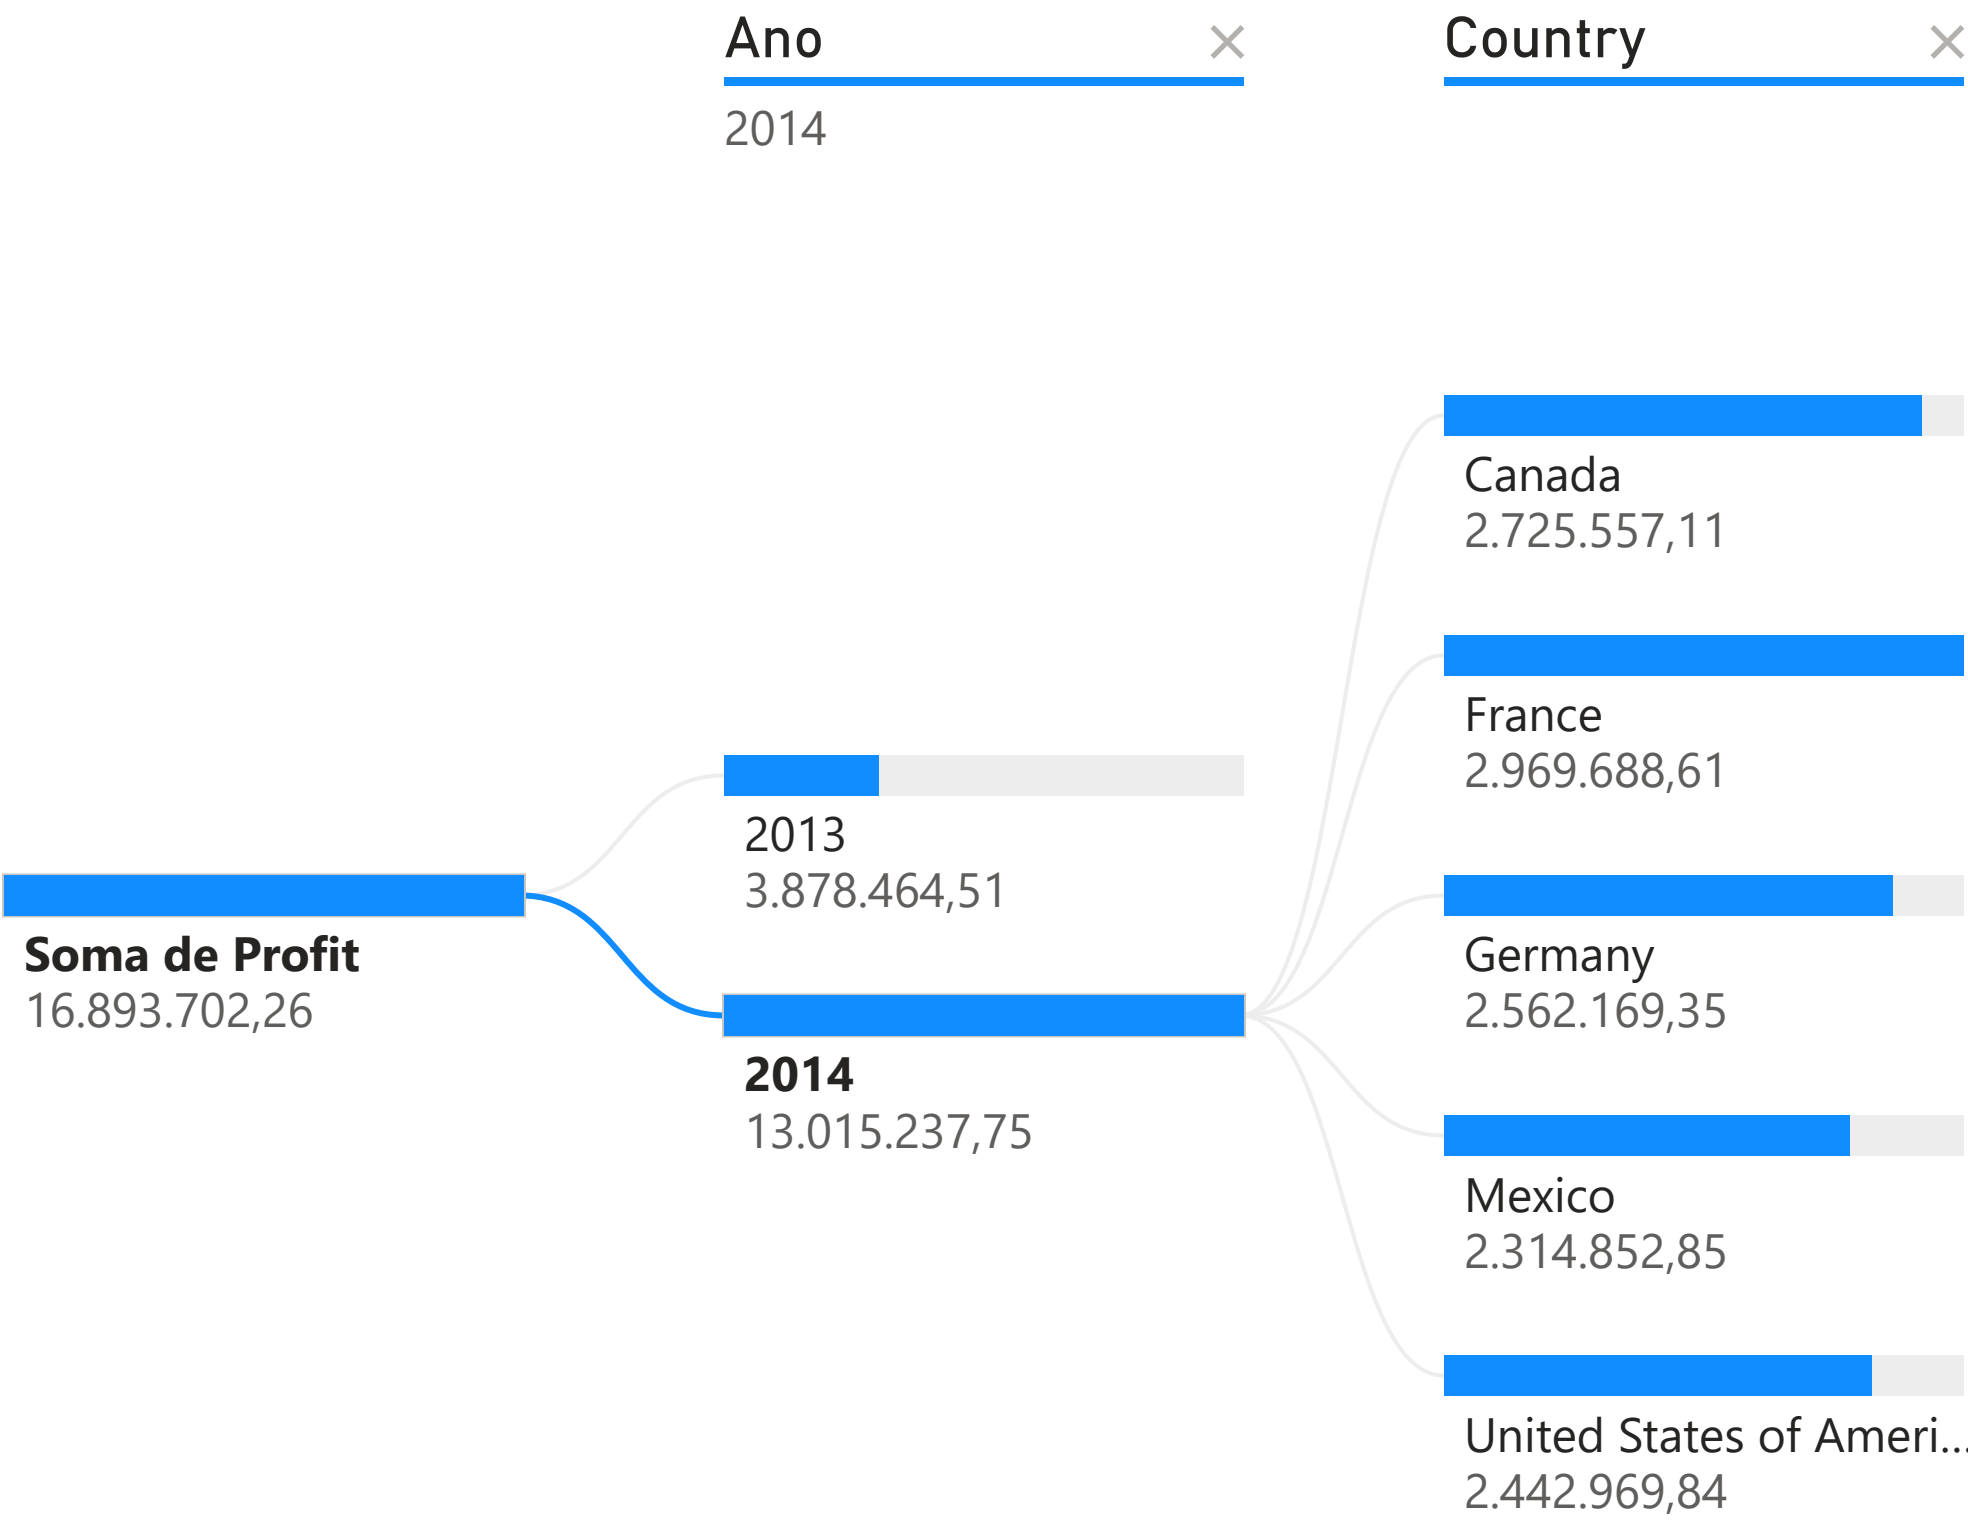 Ano
Country
2014
Canada
2.725.557,11
France
2.969.688,61
2013
3.878.464,51
Soma de Profit
16.893.702,26
Germany
2.562.169,35
2014
13.015.237,75
Mexico
2.314.852,85
United States of Ameri...
2.442.969,84